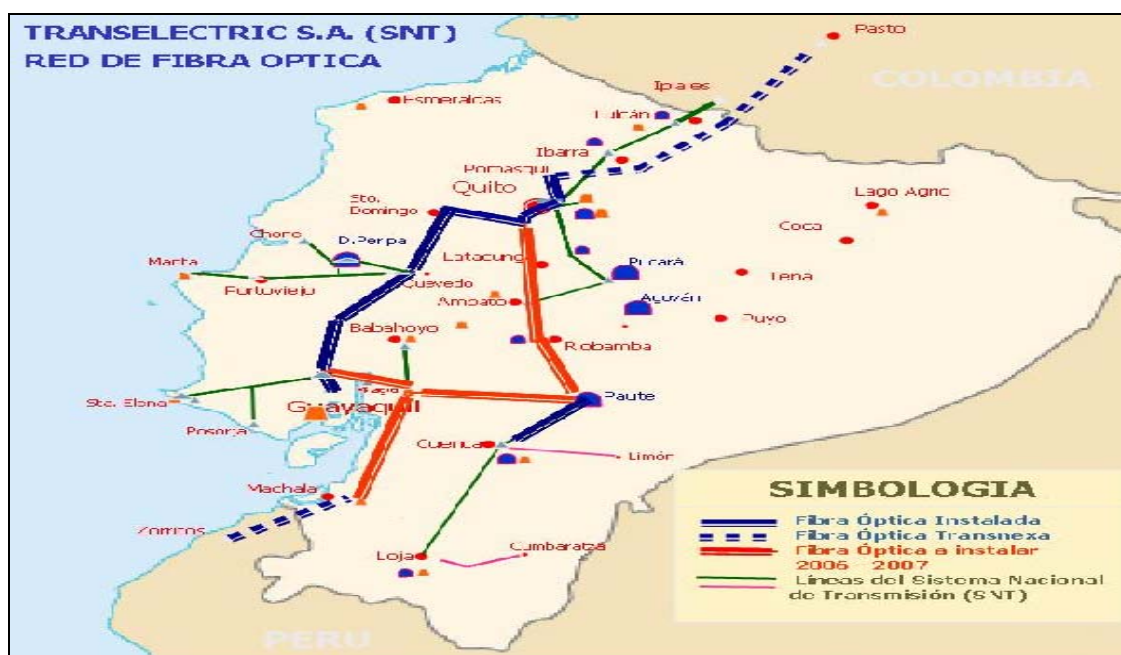 TRANSELECTRIC S.A. (SNT)
RED DE FIBRA OPTICA
Pasto
COLOMBIA
Esmeraldas
Tulcán
Ibarra
Pomasqui
Quito
Lago Agrio
Sto.
Domingo
Coca
Chone
Manta
Portoviejo
Quevedo
Latacunga
Pucará
Tena
Ambato
Agoyán
Puyo
Babahoyo
Riobamba
Sta. Elena
Guayaquil
Paute
Posorja
Cuenca
Limón
Machala
Zorritos
Loja
Cumbaratza
PERU
SIMBOLOGIA
Fibra Óptica Instalada
Fibra Óptica Transnexa
Fibra Óptica a instalar
2006 - 2007
Líneas del Sistema Nacional
de Transmisión (SNT)